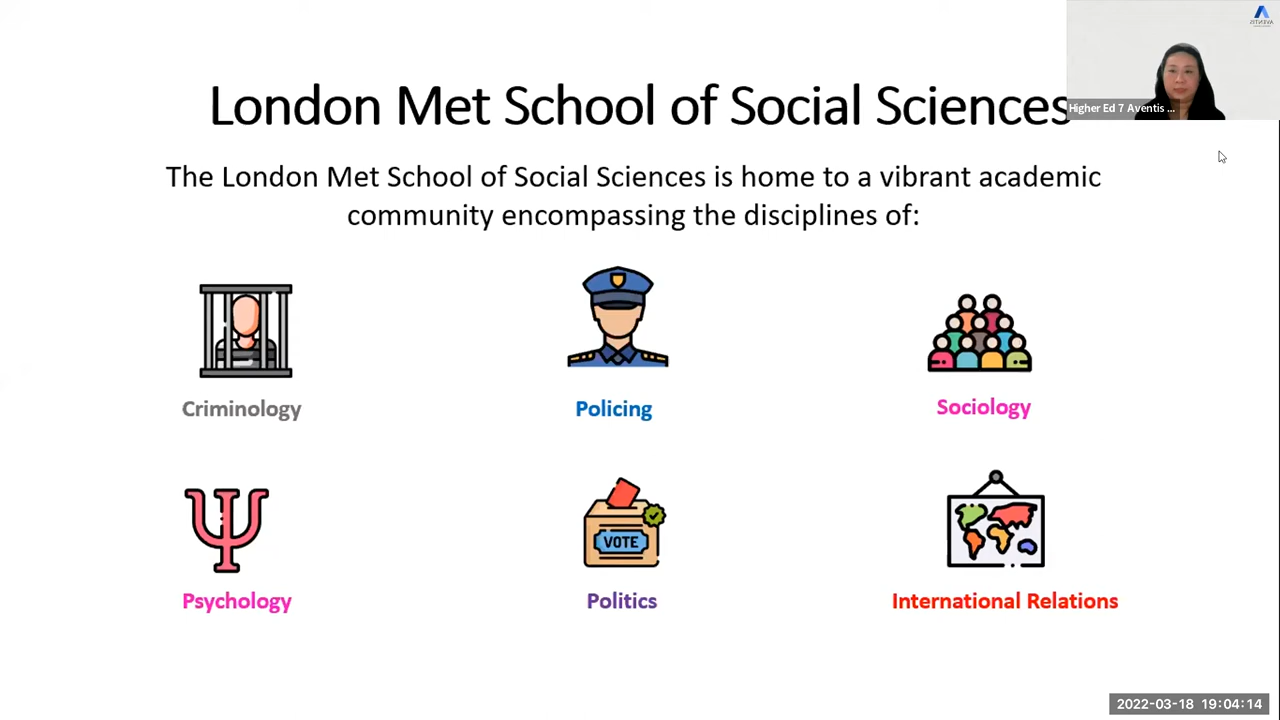 London Met School of Social Sciences
Higher Ed 7 Aventis ...
The London Met School of Social Sciences is home to a vibrant academic
community encompassing the disciplines of:
Criminology
Policing
Sociology
VOTE
Psychology
Politics
International Relations
2022-03-18 19:04:14